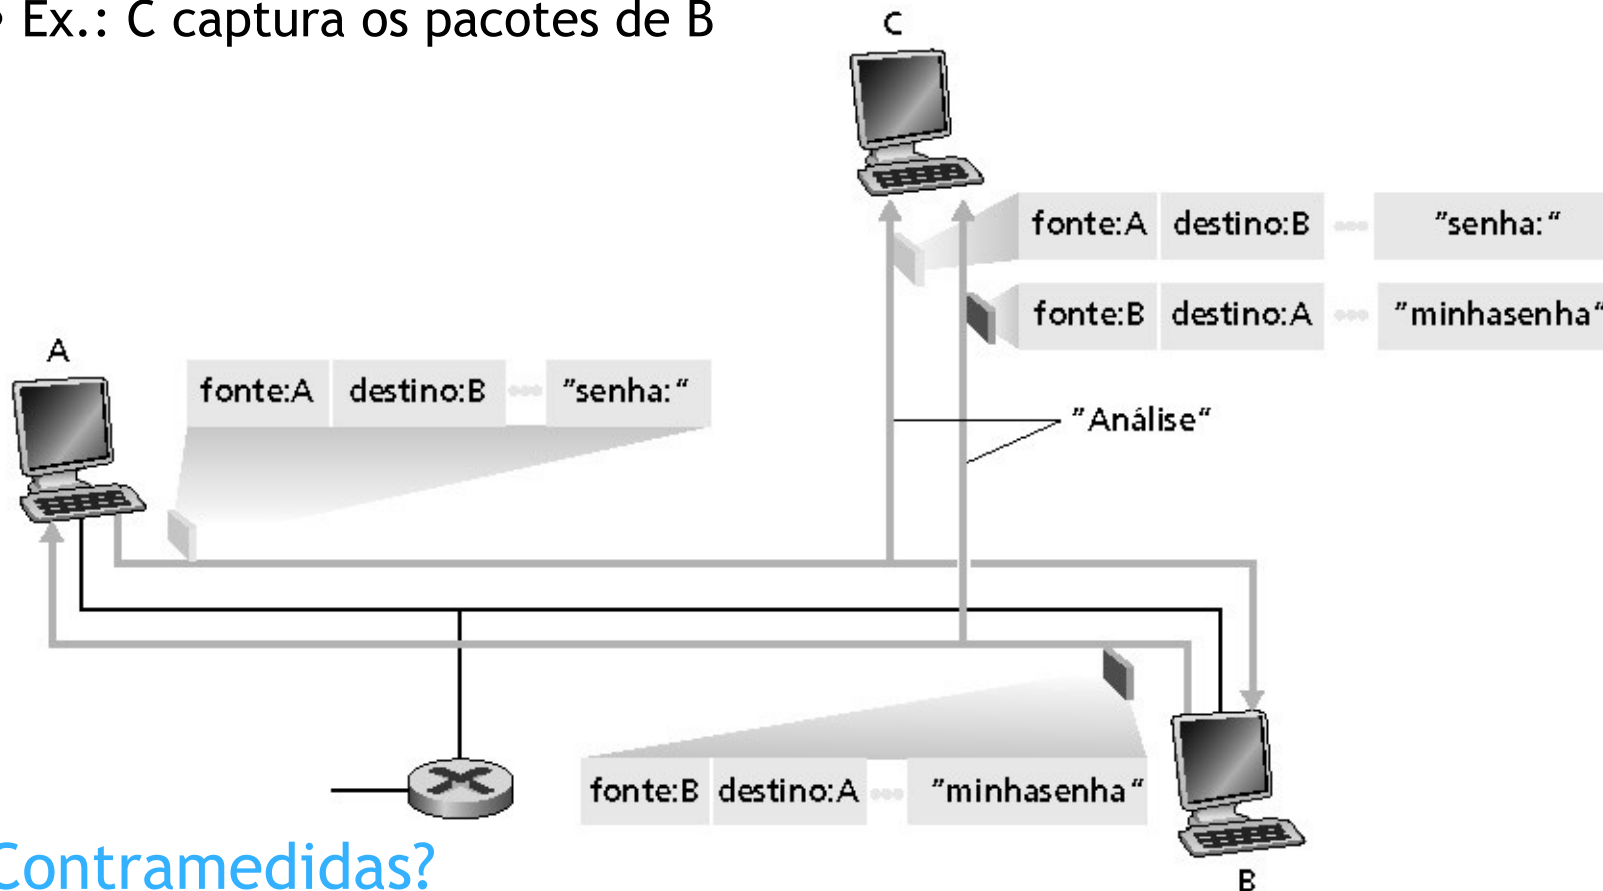 • Ex.: C captura os pacotes de B
C
fonte:A destino:B ••• "senha:"
fonte:B destino:A ••• "minhasenha"
A
fonte:A destino:B ••• "senha:"
"Análise"
fonte:B destino:A ••• "minhasenha"
Contramedidas?
B